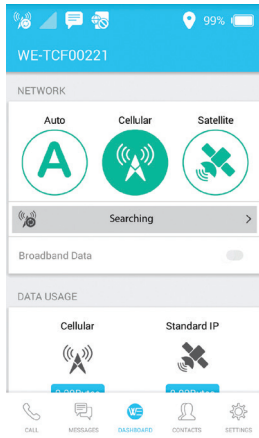 99%
WE-TCF00221
NETWORK
Auto Cellular Satellite
A
Searching
Broadband Data
DATA USAGE
Cellular Standard IP
WE
CALL MESSAGES DASHBOARD CONTACTS SETTINGS